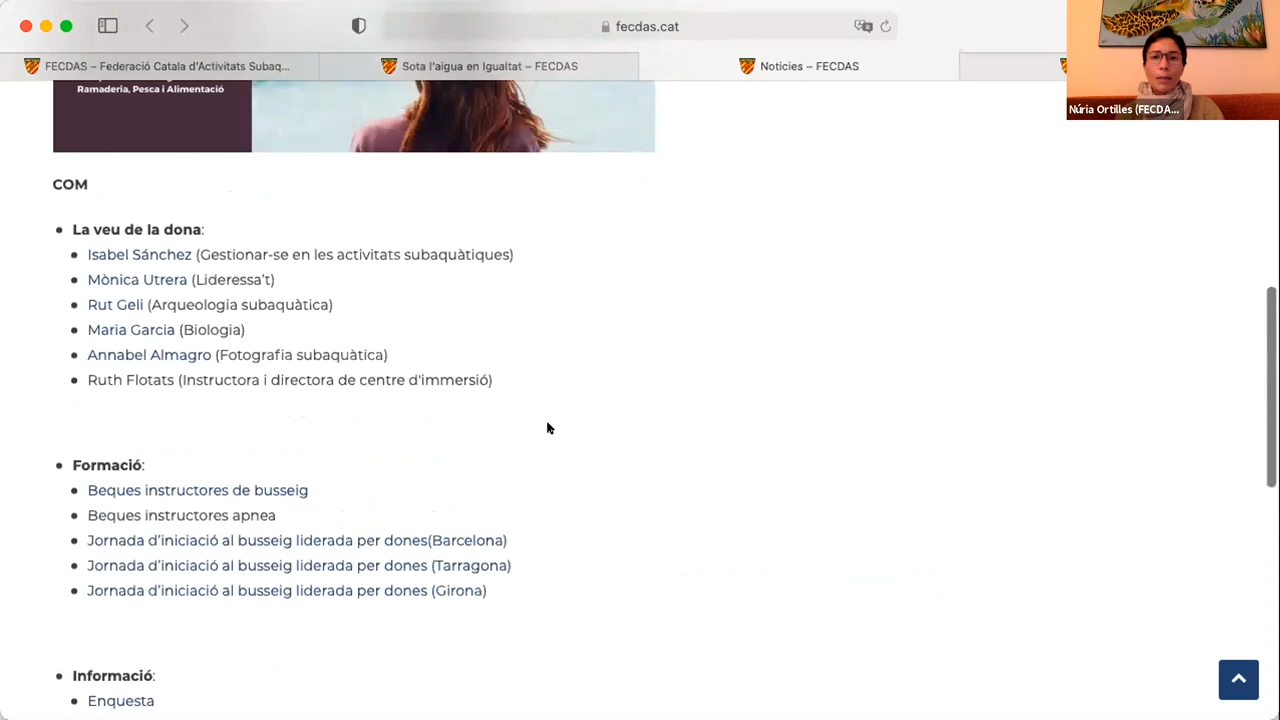 fecdas.cat
FECDAS – Federació Catala d'Activitats Subaq...
Sota l'aigua en Igualtat – FECDAS
Notícies – FECDAS
Núria Ortilles (FECDA...
Ramaderia, Pesca i Alimentació
COM
La veu de la dona:
Isabel Sánchez (Gestionar-se en les activitats subaquàtiques)
Mònica Utrera (Lideressa't)
Rut Geli (Arqueologia subaquàtica)
Maria Garcia (Biologia)
Annabel Almagro (Fotografia subaquàtica)
Ruth Flotats (Instructora i directora de centre d'immersió)
Formació:
Beques instructores de busseig
Beques instructores apnea
Jornada d'iniciació al busseig liderada per dones(Barcelona)
Jornada d'iniciació al busseig liderada per dones (Tarragona)
Jornada d'iniciació al busseig liderada per dones (Girona)
Informació:
Enquesta